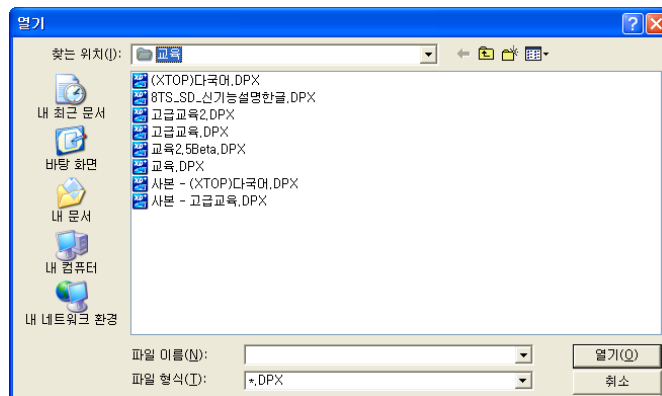 열기
찾는 위치(I):
교육
(XTOP)다국어.DPX
8TS_SD_신기능설명한글.DPX
고급교육2.DPX
고급교육.DPX
교육2.5Beta.DPX
교육.DPX
사본 - (XTOP)다국어.DPX
사본 - 고급교육.DPX
내 최근 문서
바탕 화면
내 문서
내 컴퓨터
내 네트워크 환경
파일 이름(N):
열기(O)
파일 형식(T):
*.DPX
취소